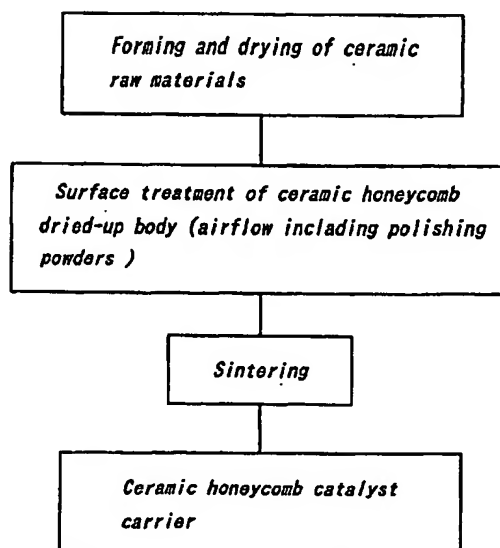 Forming and drying of ceramic
raw materials
Surface treatment of ceramic honeycomb
dried-up body (airflow including polishing
powders )
Sintering
Ceramic honeycomb catalyst
carrier